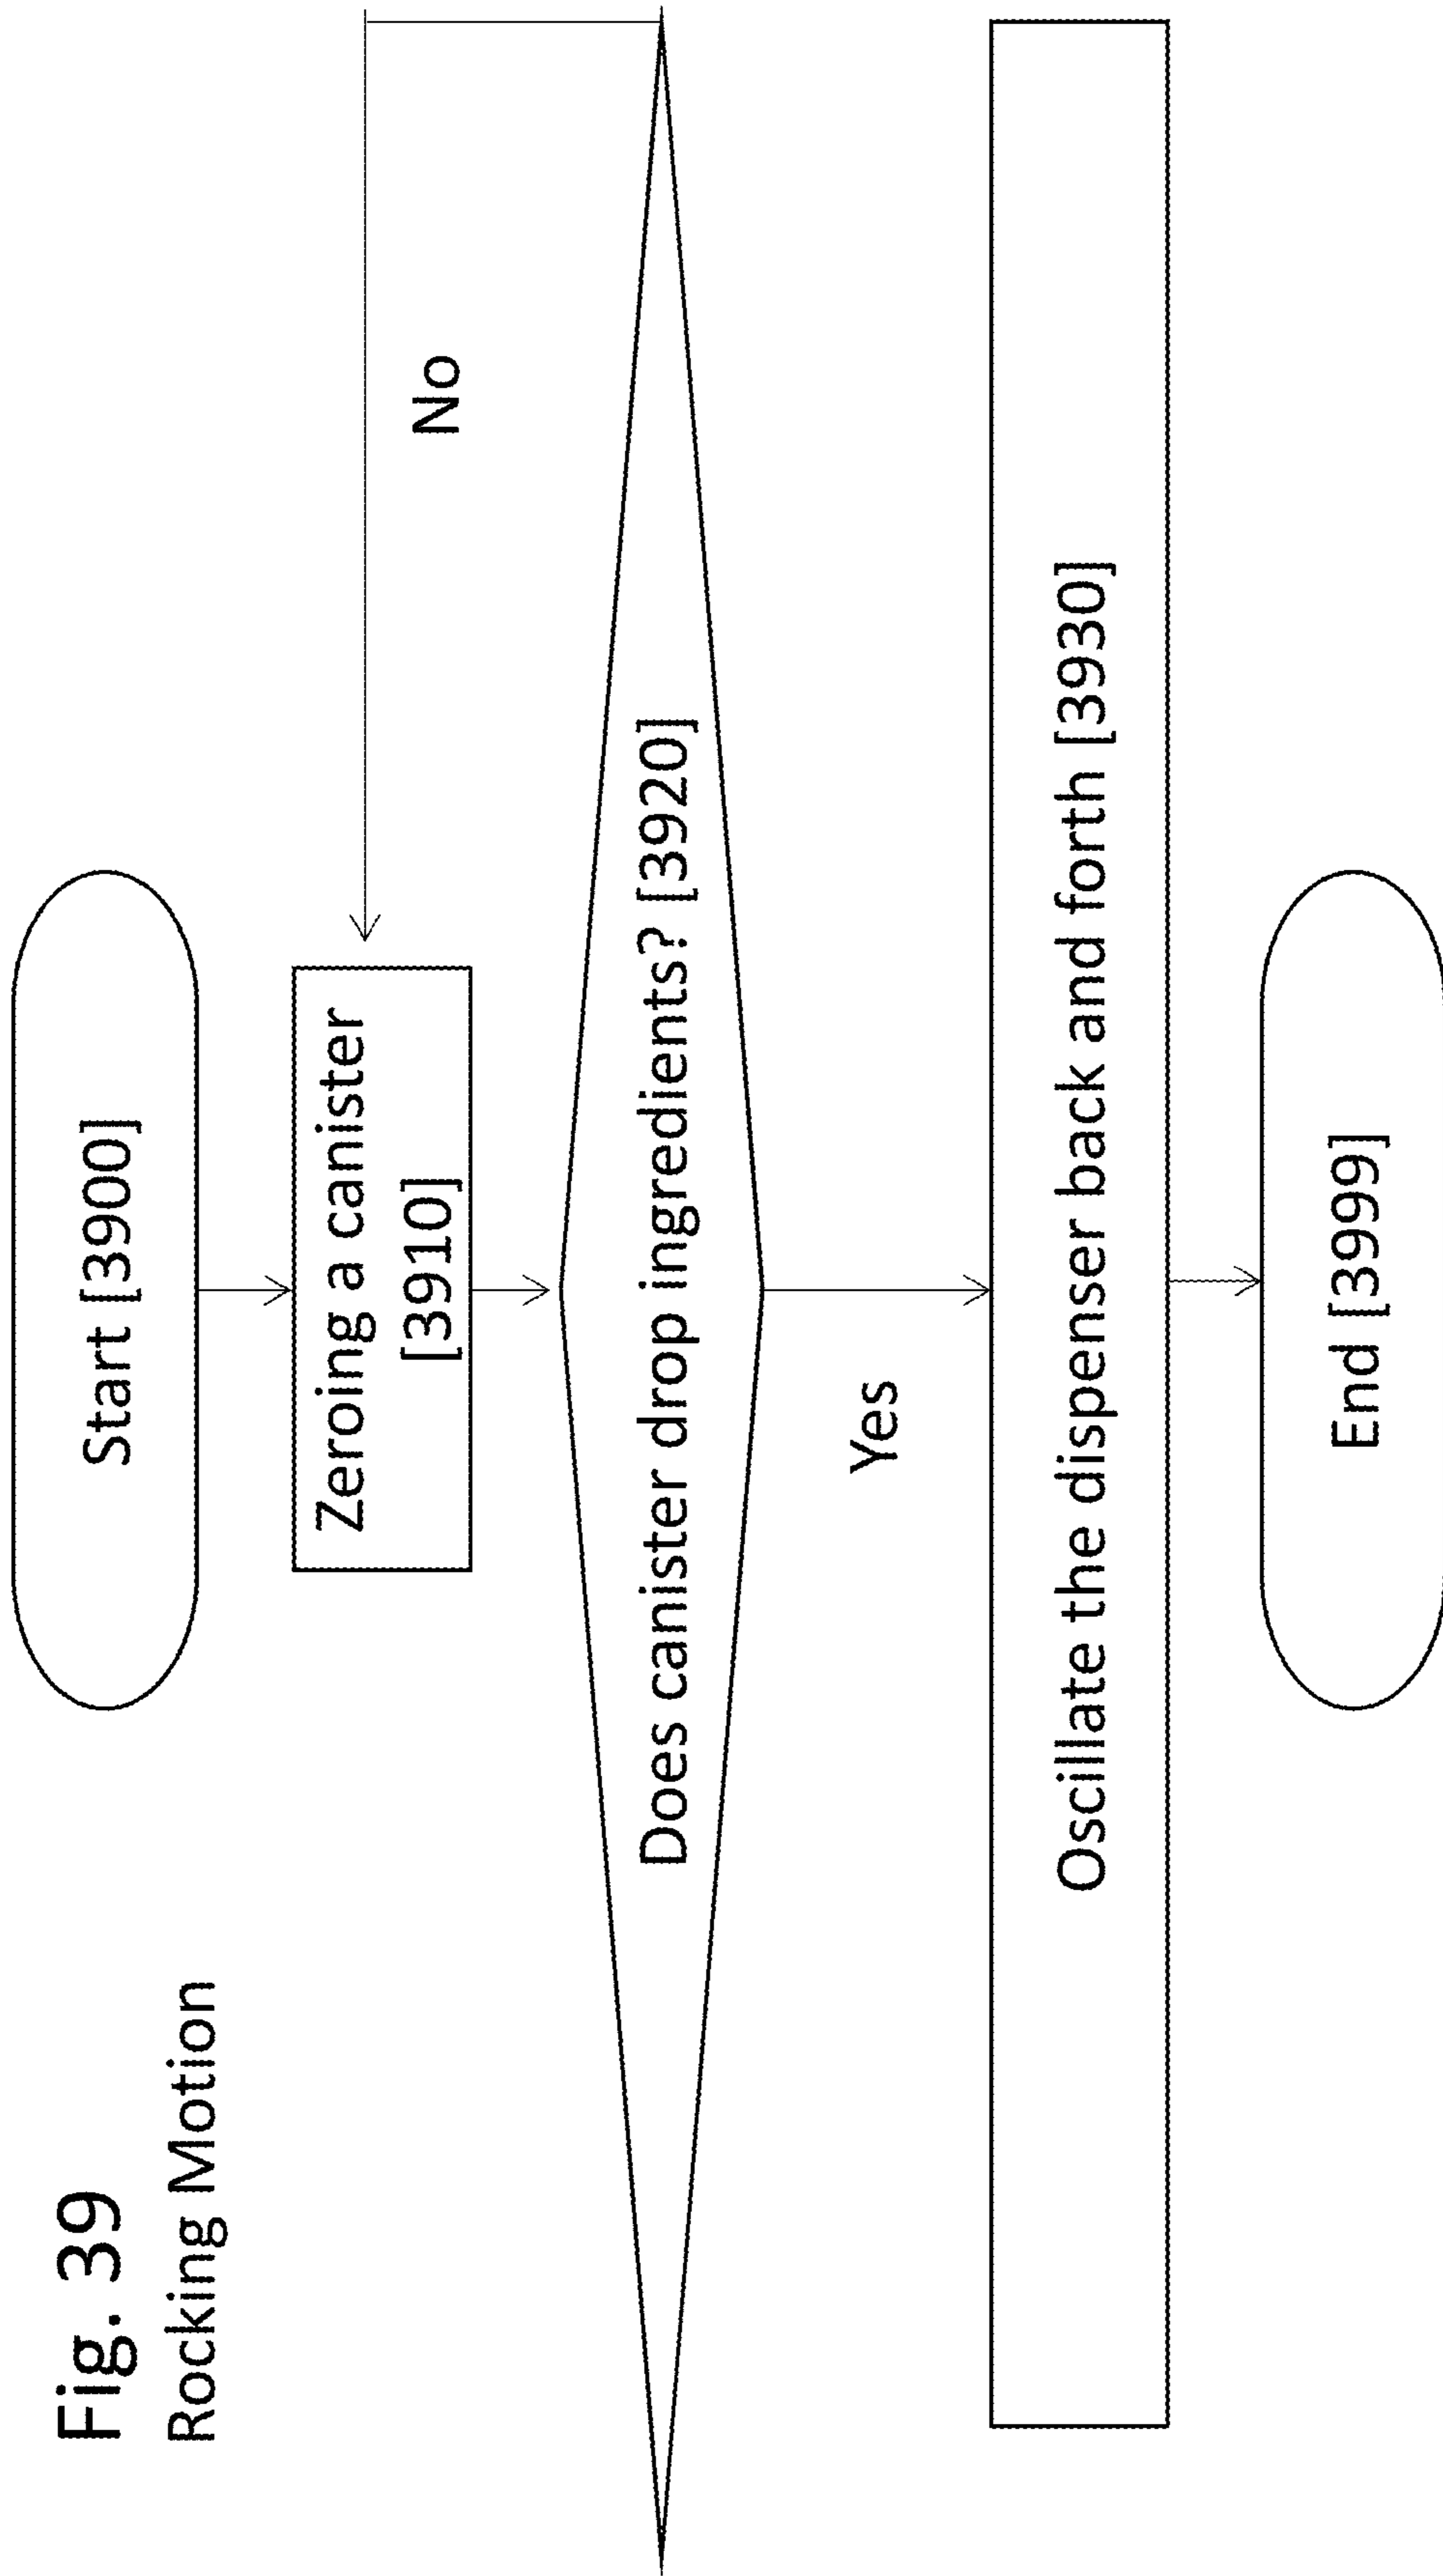 Fig. 39
Rocking Motion
Start [3900]
Zeroing a canister
[3910]
No
Does canister drop ingredients? [3920]
Yes
Oscillate the dispenser back and forth [3930]
End [3999]